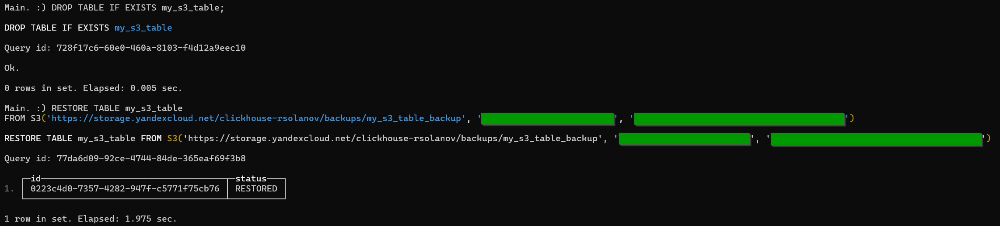 Main. :) DROP TABLE IF EXISTS my_s3_table;
DROP TABLE IF EXISTS my_s3_table
Query id: 728f17c6-60e0-460a-8103-f4d12a9eec10
Ok.
0 rows in set. Elapsed: 0.005 sec.
Main. :) RESTORE TABLE my_s3_table
FROM S3('https://storage.yandexcloud.net/clickhouse-rsolanov/backups/my_s3_table_backup', '', '')
RESTORE TABLE my_s3_table FROM S3('https://storage.yandexcloud.net/clickhouse-rsolanov/backups/my_s3_table_backup', '', '')
Query id: 77da6d09-92ce-4744-84de-365eaf69f3b8
id status
1. 0223c4d0-7357-4282-947f-c5771f75cb76 RESTORED
1 row in set. Elapsed: 1.975 sec.